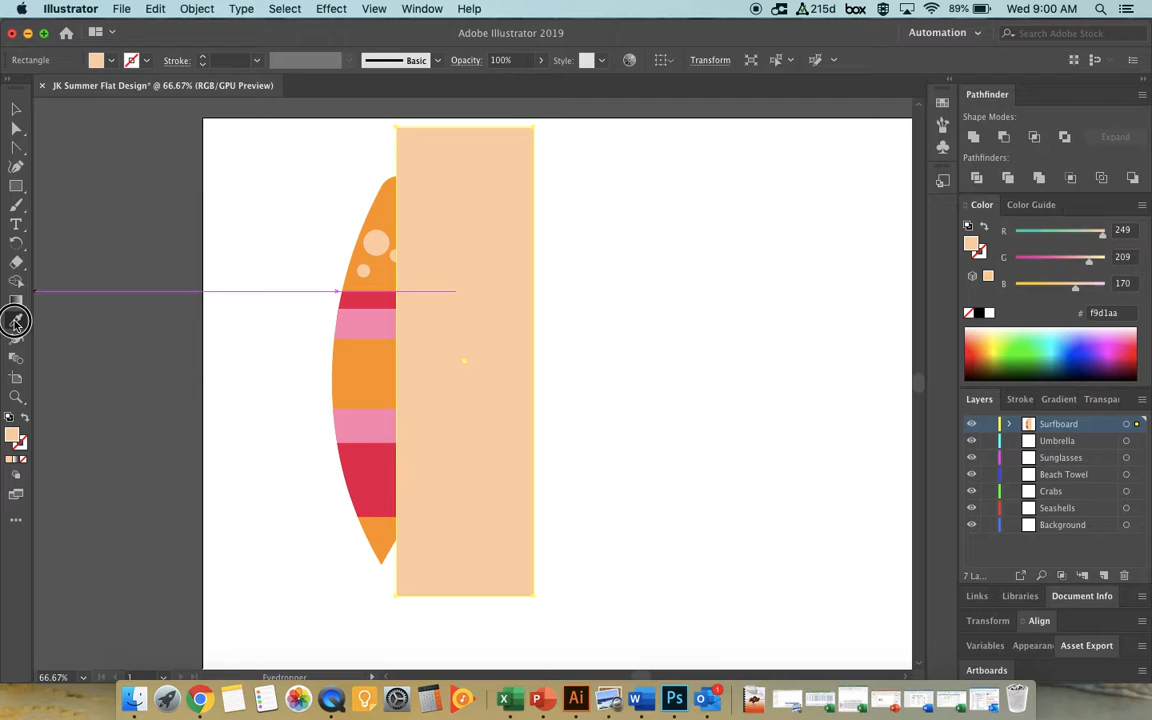 Illustrator File Edit Object Type Select Effect View Window Help 215d box 89% Wed 9:00 AM
Adobe Illustrator 2019 Automation Search Adobe Stock
Rectangle Stroke: Basic Opacity: 100% Style: Transform
× JK Summer Flat Design* @ 66.67% (RGB/GPU Preview)
Pathfinder
Shape Modes:
Expand
Pathfinders:
Color Color Guide
R 249
G 209
B 170
# f9d1aa
Layers Stroke Gradient Transpa
Surfboard
Umbrella
Sunglasses
Beach Towel
Crabs
Seashells
Background
7 La...
Links Libraries Document Info
Transform Align
Variables Appearan Asset Export
Artboards
66.67% 1 Eyedropper